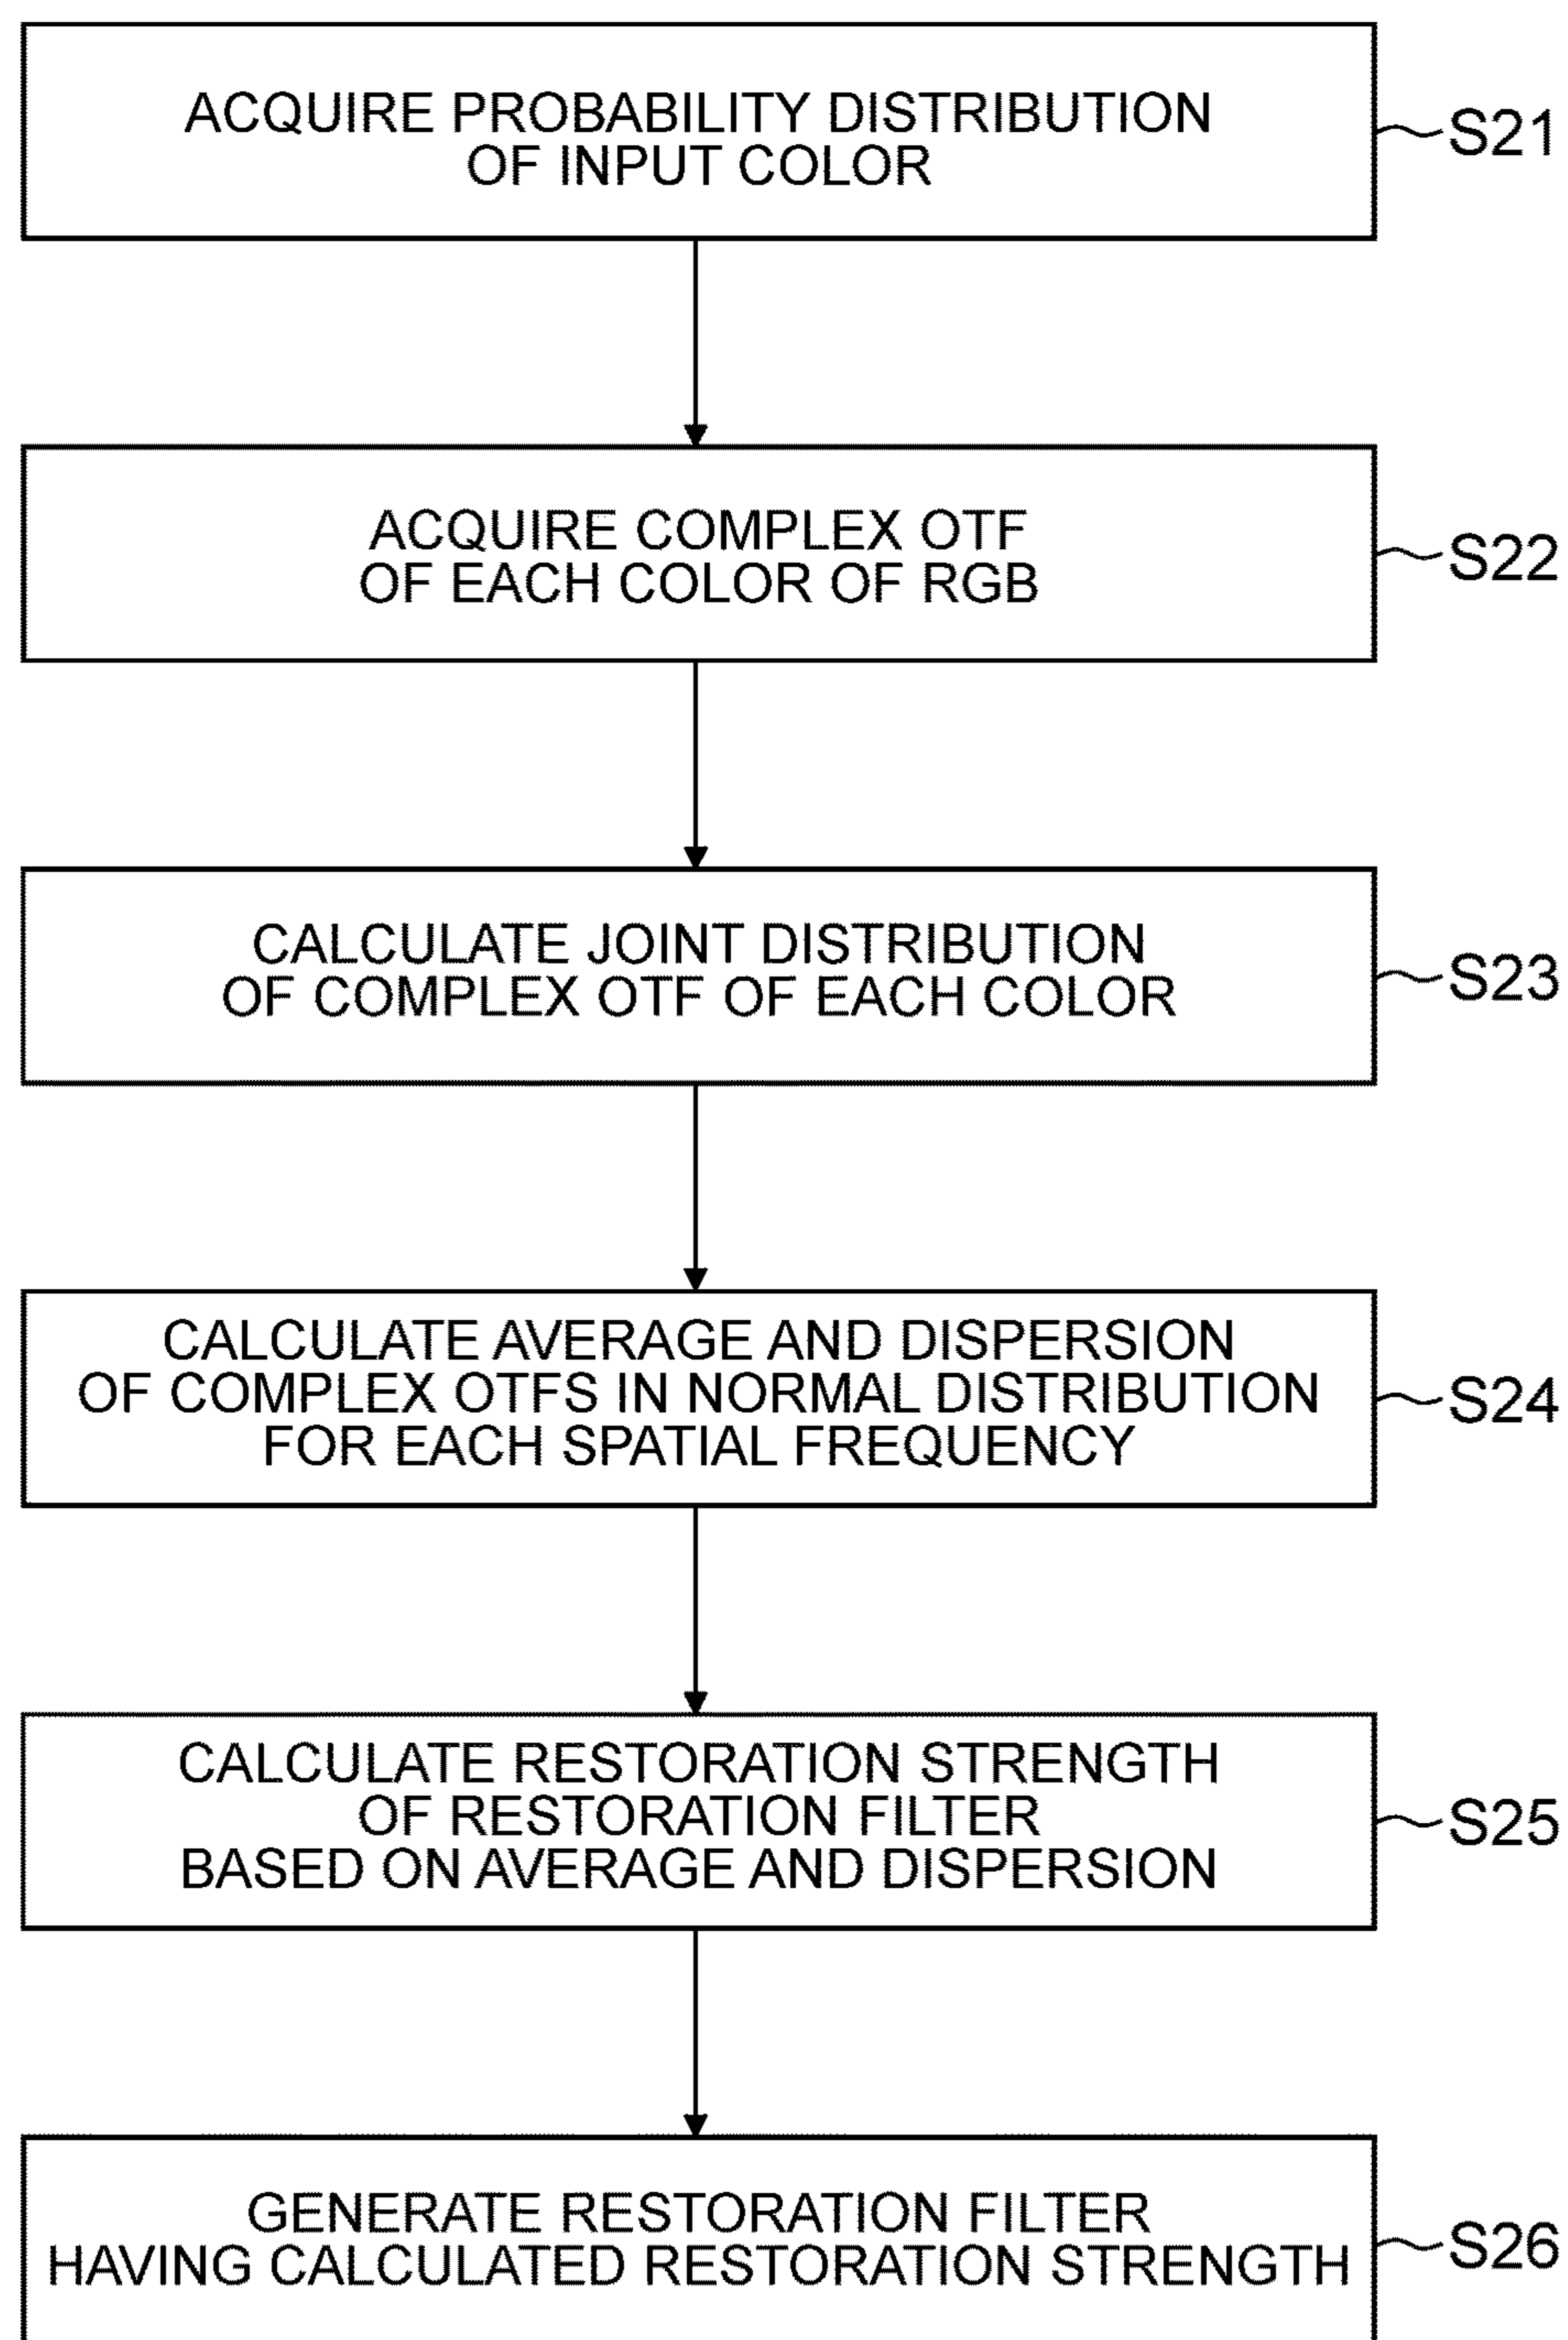 ACQUIRE PROBABILITY DISTRIBUTION
OF INPUT COLOR
S21
ACQUIRE COMPLEX OTF
OF EACH COLOR OF RGB
S22
CALCULATE JOINT DISTRIBUTION
OF COMPLEX OTF OF EACH COLOR
S23
CALCULATE AVERAGE AND DISPERSION
OF COMPLEX OTFS IN NORMAL DISTRIBUTION
FOR EACH SPATIAL FREQUENCY
S24
CALCULATE RESTORATION STRENGTH
OF RESTORATION FILTER
BASED ON AVERAGE AND DISPERSION
S25
GENERATE RESTORATION FILTER
HAVING CALCULATED RESTORATION STRENGTH
S26